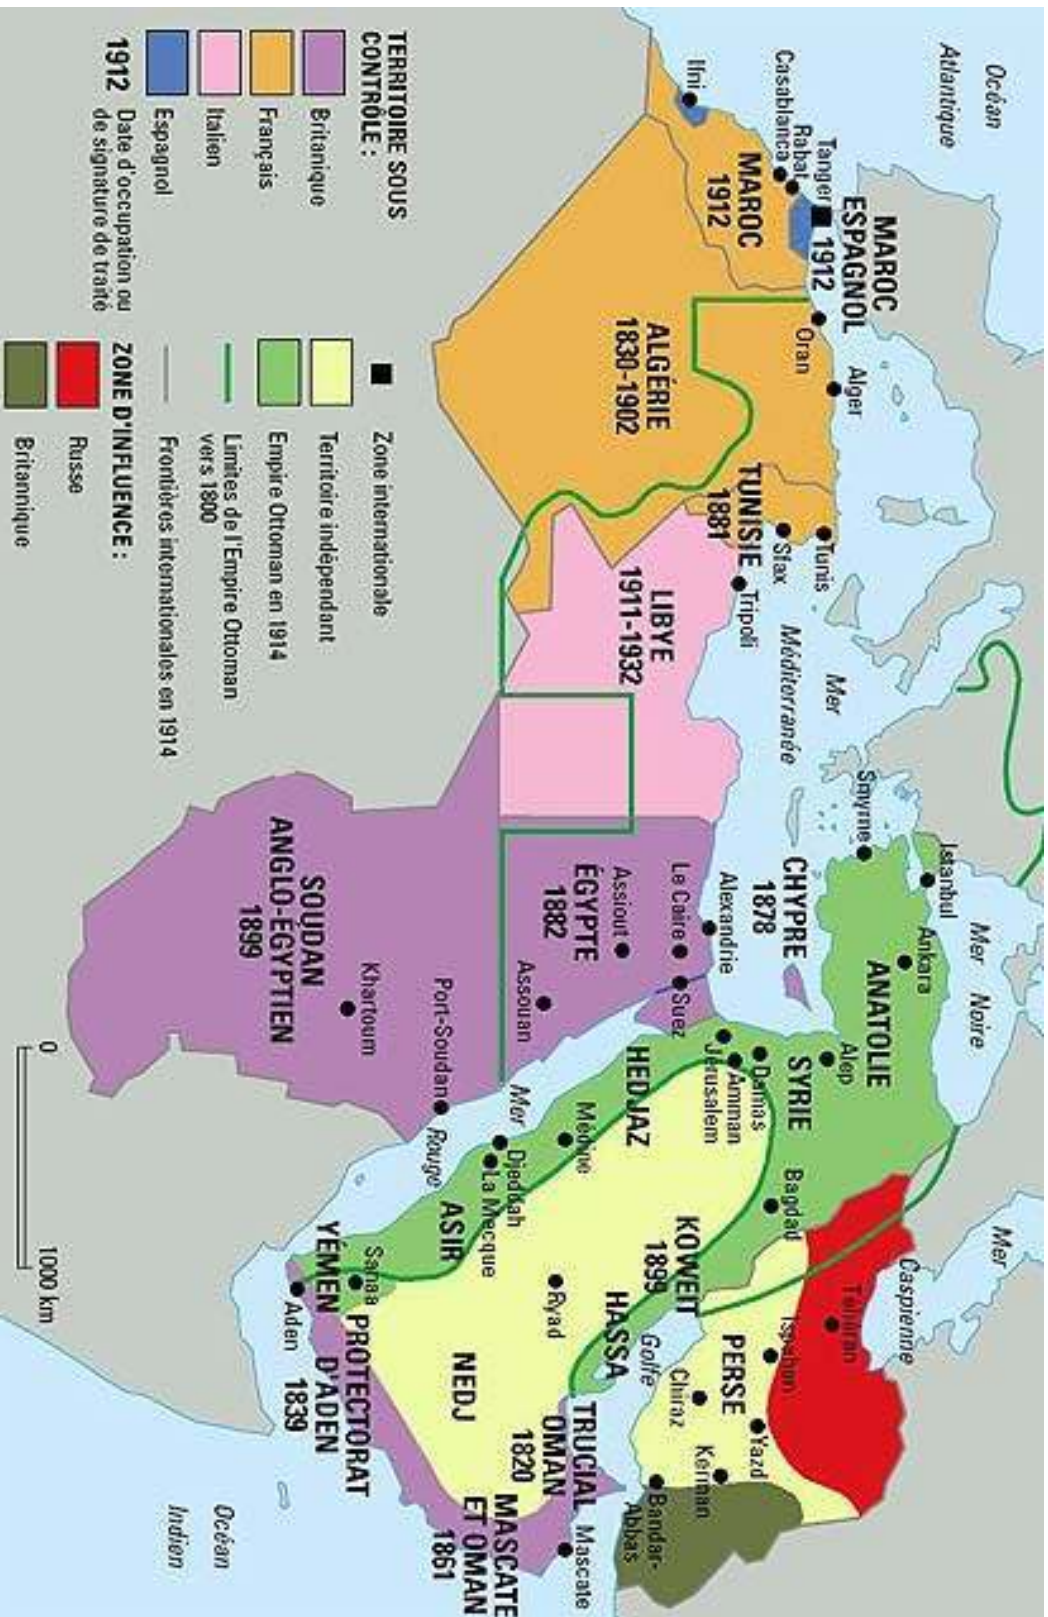 Océan
Atlantique
Ifni
Casablanca
Rabat
Tanger
MAROC
1912
MAROC
ESPAGNOL
1912
Oran
Alger
ALGÉRIE
1830-1902
TUNISIE
1881
Tunis
Sfax
Tripoli
LIBYE
1911-1932
Mer
Méditerranée
Smyrne
Istanbul
Mer Noire
Ankara
ANATOLIE
CHYPRE
1878
Alexandrie
Le Caire
Suez
Assiout
ÉGYPTE
1882
Assouan
SOUDAN
ANGLO-ÉGYPTIEN
1899
Khartoum
Port-Soudan
Mer
Rouge
Alep
SYRIE
Damas
Amman
Jérusalem
HEDJAZ
Médine
Djeddah
La Mecque
ASIR
Bagdad
KOWEIT
1899
HASSA
Ryad
NEDJ
Sanaa
YÉMEN
Aden
PROTECTORAT
D'ADEN
1839
TRUCIAL
OMAN
1820
MASCATE
ET OMAN
1861
Mascate
Golfe
PERSE
Mer
Caspienne
Téhéran
Ispahan
Chiraz
Yazd
Kerman
Bandar-
Abbas
Océan
Indien
TERRITOIRE SOUS
CONTRÔLE :
Britanique
Français
Italien
Espagnol
1912 Date d'occupation ou
de signature de traité
Zone internationale
Territoire indépendant
Empire Ottoman en 1914
Limites de l'Empire Ottoman
vers 1800
Frontières internationales en 1914
ZONE D'INFLUENCE :
Russe
Britannique
0 1000 km